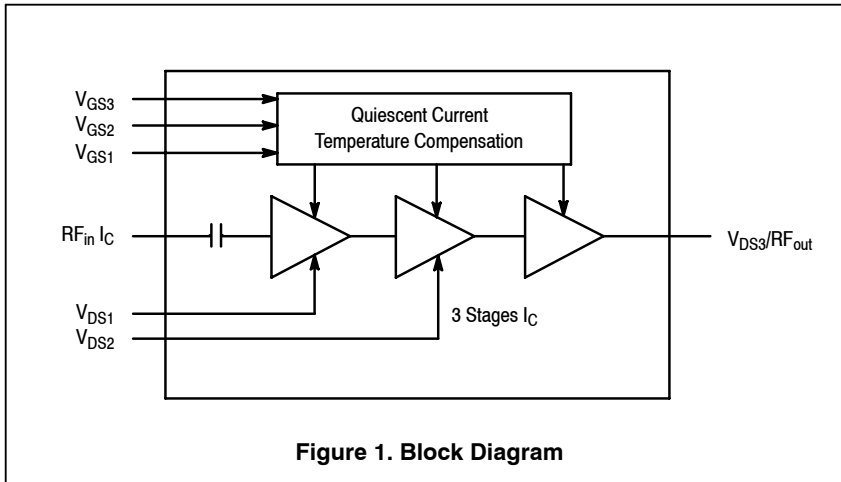 V_GS3
V_GS2
V_GS1
Quiescent Current
Temperature Compensation
RF_in I_C
V_DS3/RF_out
V_DS1
V_DS2
3 Stages I_C
Figure 1. Block Diagram